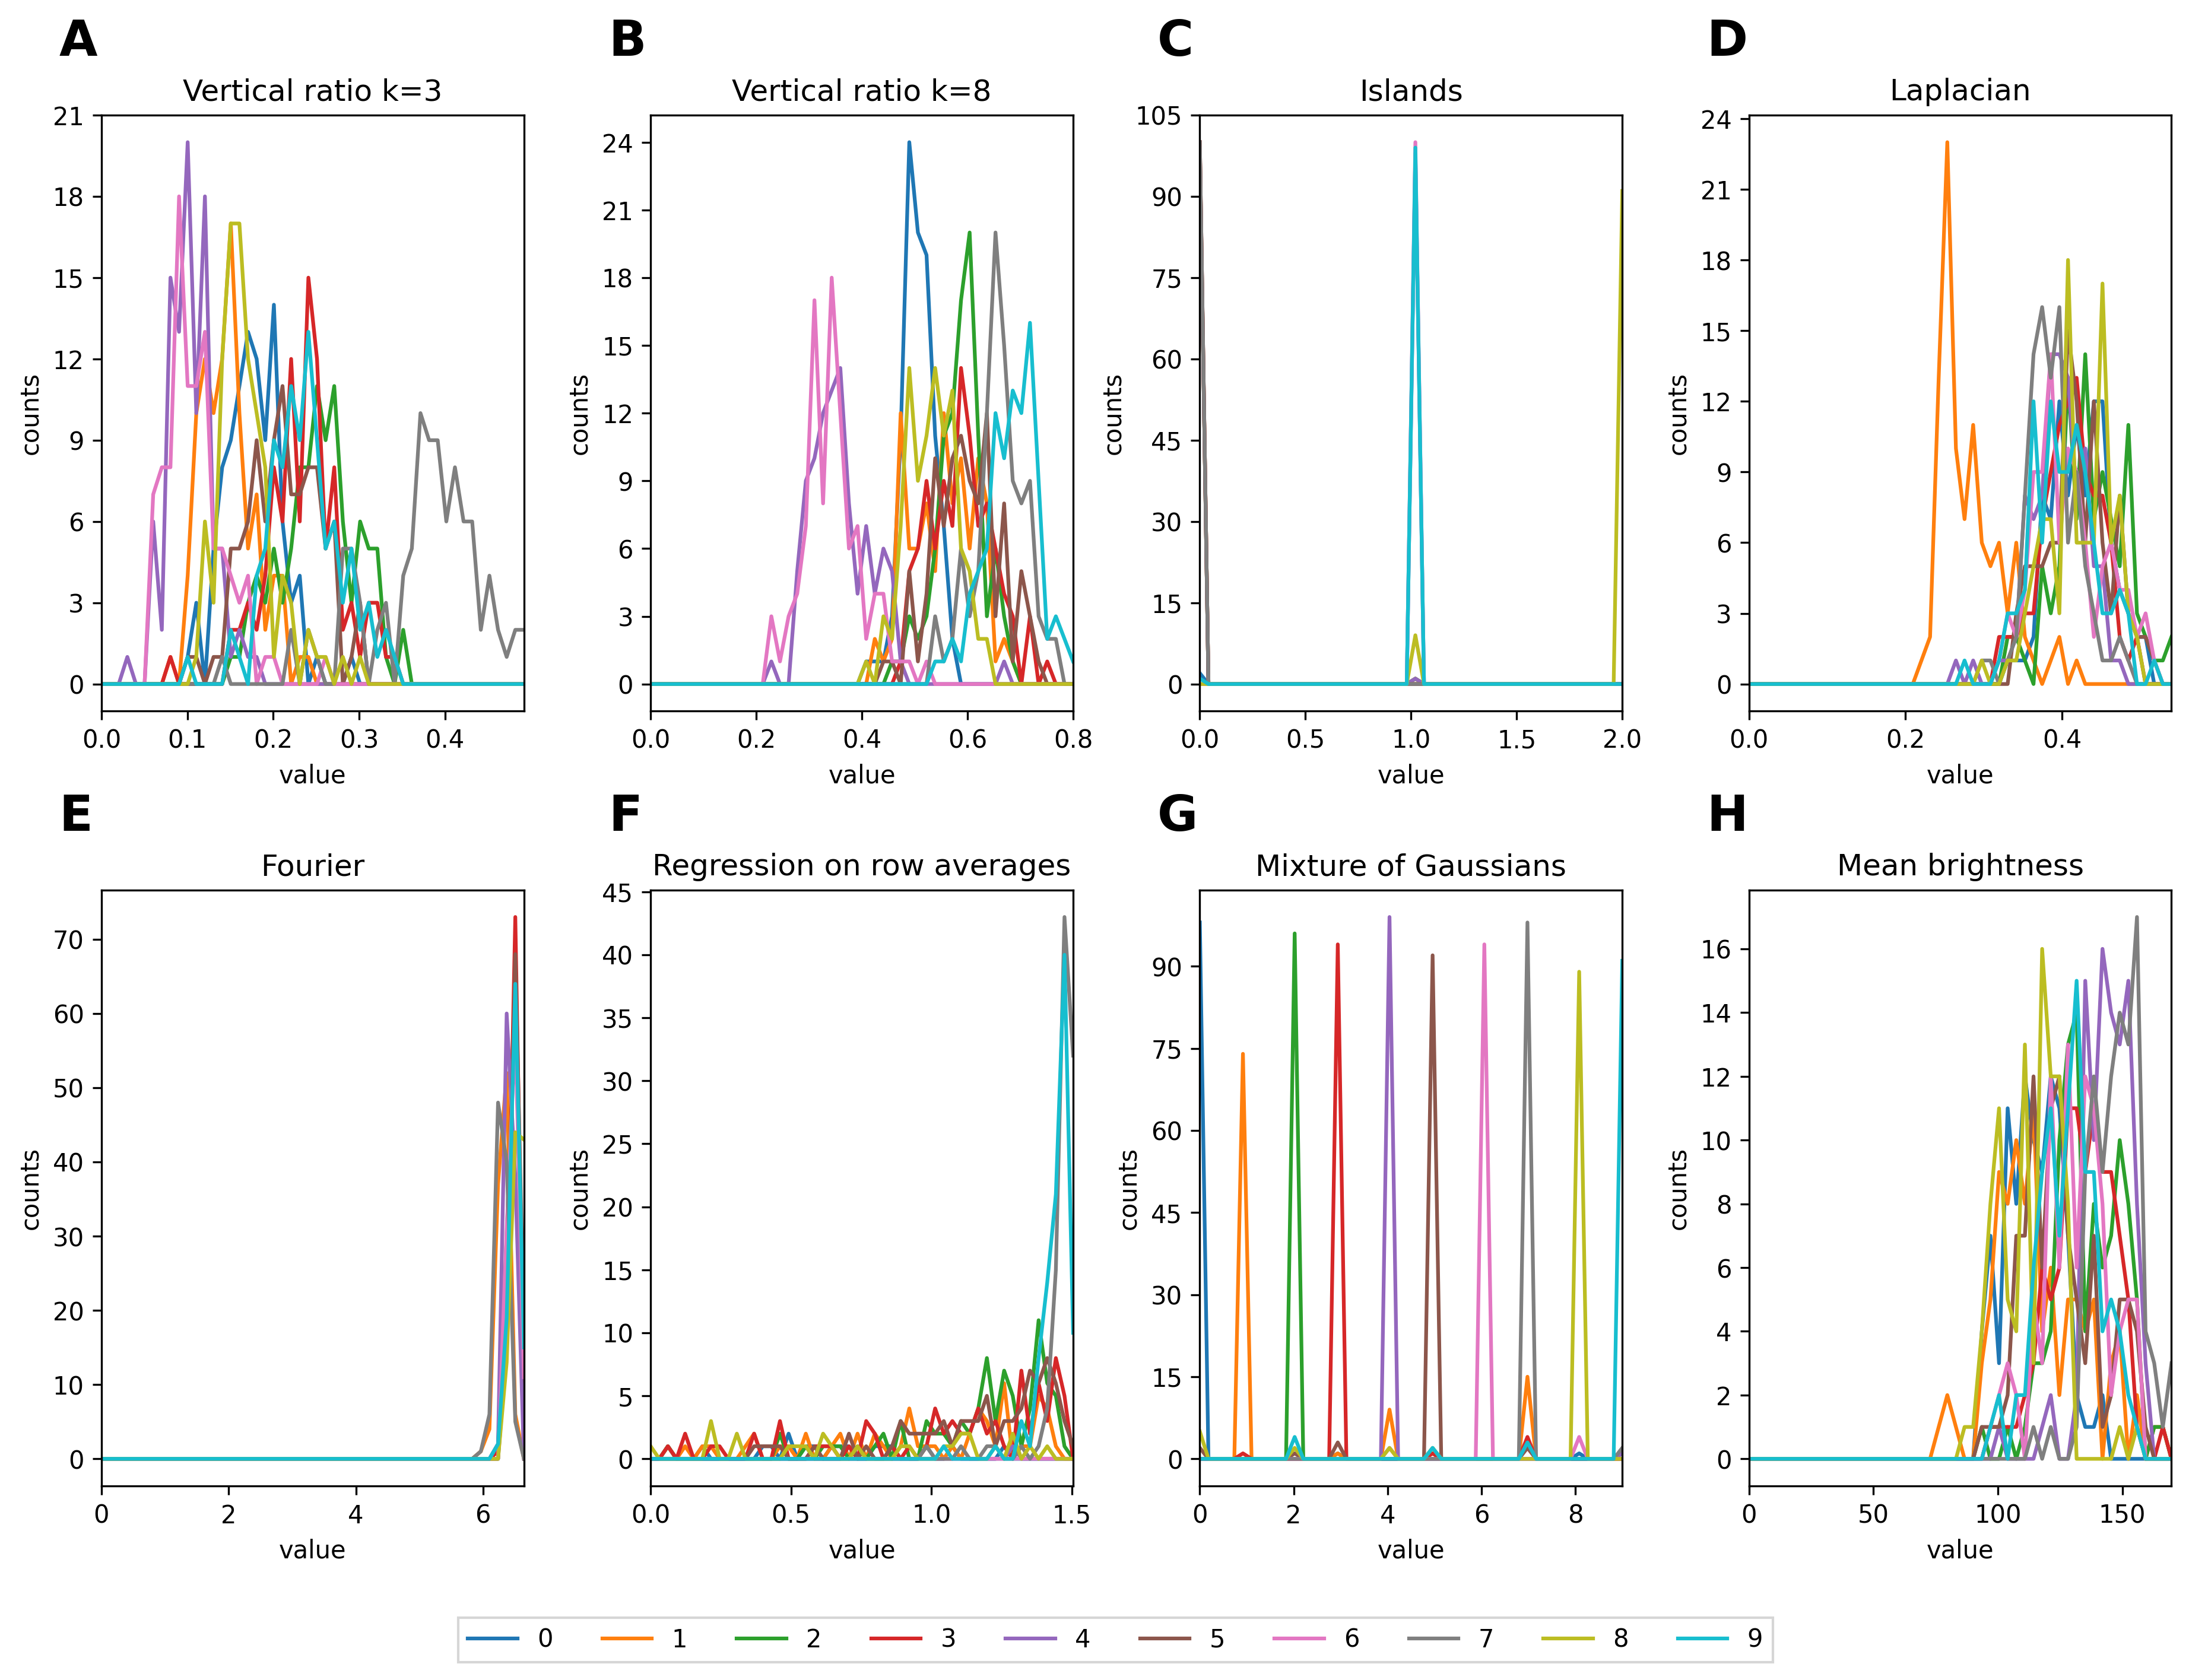 A B C D
Vertical ratio k=3 Vertical ratio k=8 Islands Laplacian
21 18 15 12 9 6 3 0
counts
0.0 0.1 0.2 0.3 0.4
value
24 21 18 15 12 9 6 3 0
counts
0.0 0.2 0.4 0.6 0.8
value
105 90 75 60 45 30 15 0
counts
0.0 0.5 1.0 1.5 2.0
value
24 21 18 15 12 9 6 3 0
counts
0.0 0.2 0.4
value
E F G H
Fourier Regression on row averages Mixture of Gaussians Mean brightness
70 60 50 40 30 20 10 0
counts
0 2 4 6
value
45 40 35 30 25 20 15 10 5 0
counts
0.0 0.5 1.0 1.5
value
90 75 60 45 30 15 0
counts
0 2 4 6 8
value
16 14 12 10 8 6 4 2 0
counts
0 50 100 150
value
0 1 2 3 4 5 6 7 8 9